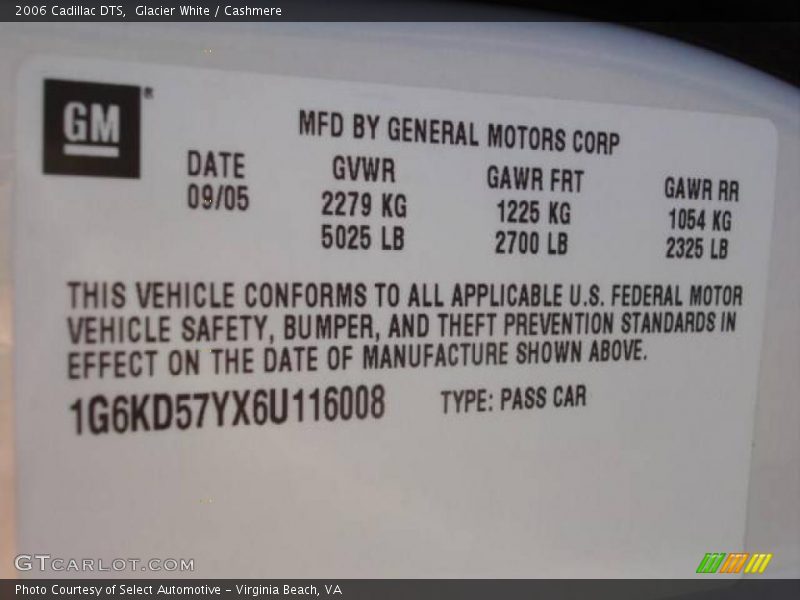 2006 Cadillac DTS,  Glacier White / Cashmere
GM®
MFD BY GENERAL MOTORS CORP
DATE GVWR GAWR FRT GAWR RR
09/05 2279 KG 1225 KG 1054 KG
5025 LB 2700 LB 2325 LB
THIS VEHICLE CONFORMS TO ALL APPLICABLE U.S. FEDERAL MOTOR
VEHICLE SAFETY, BUMPER, AND THEFT PREVENTION STANDARDS IN
EFFECT ON THE DATE OF MANUFACTURE SHOWN ABOVE.
1G6KD57YX6U116008 TYPE: PASS CAR
GTCARLOT.COM
Photo Courtesy of Select Automotive - Virginia Beach, VA